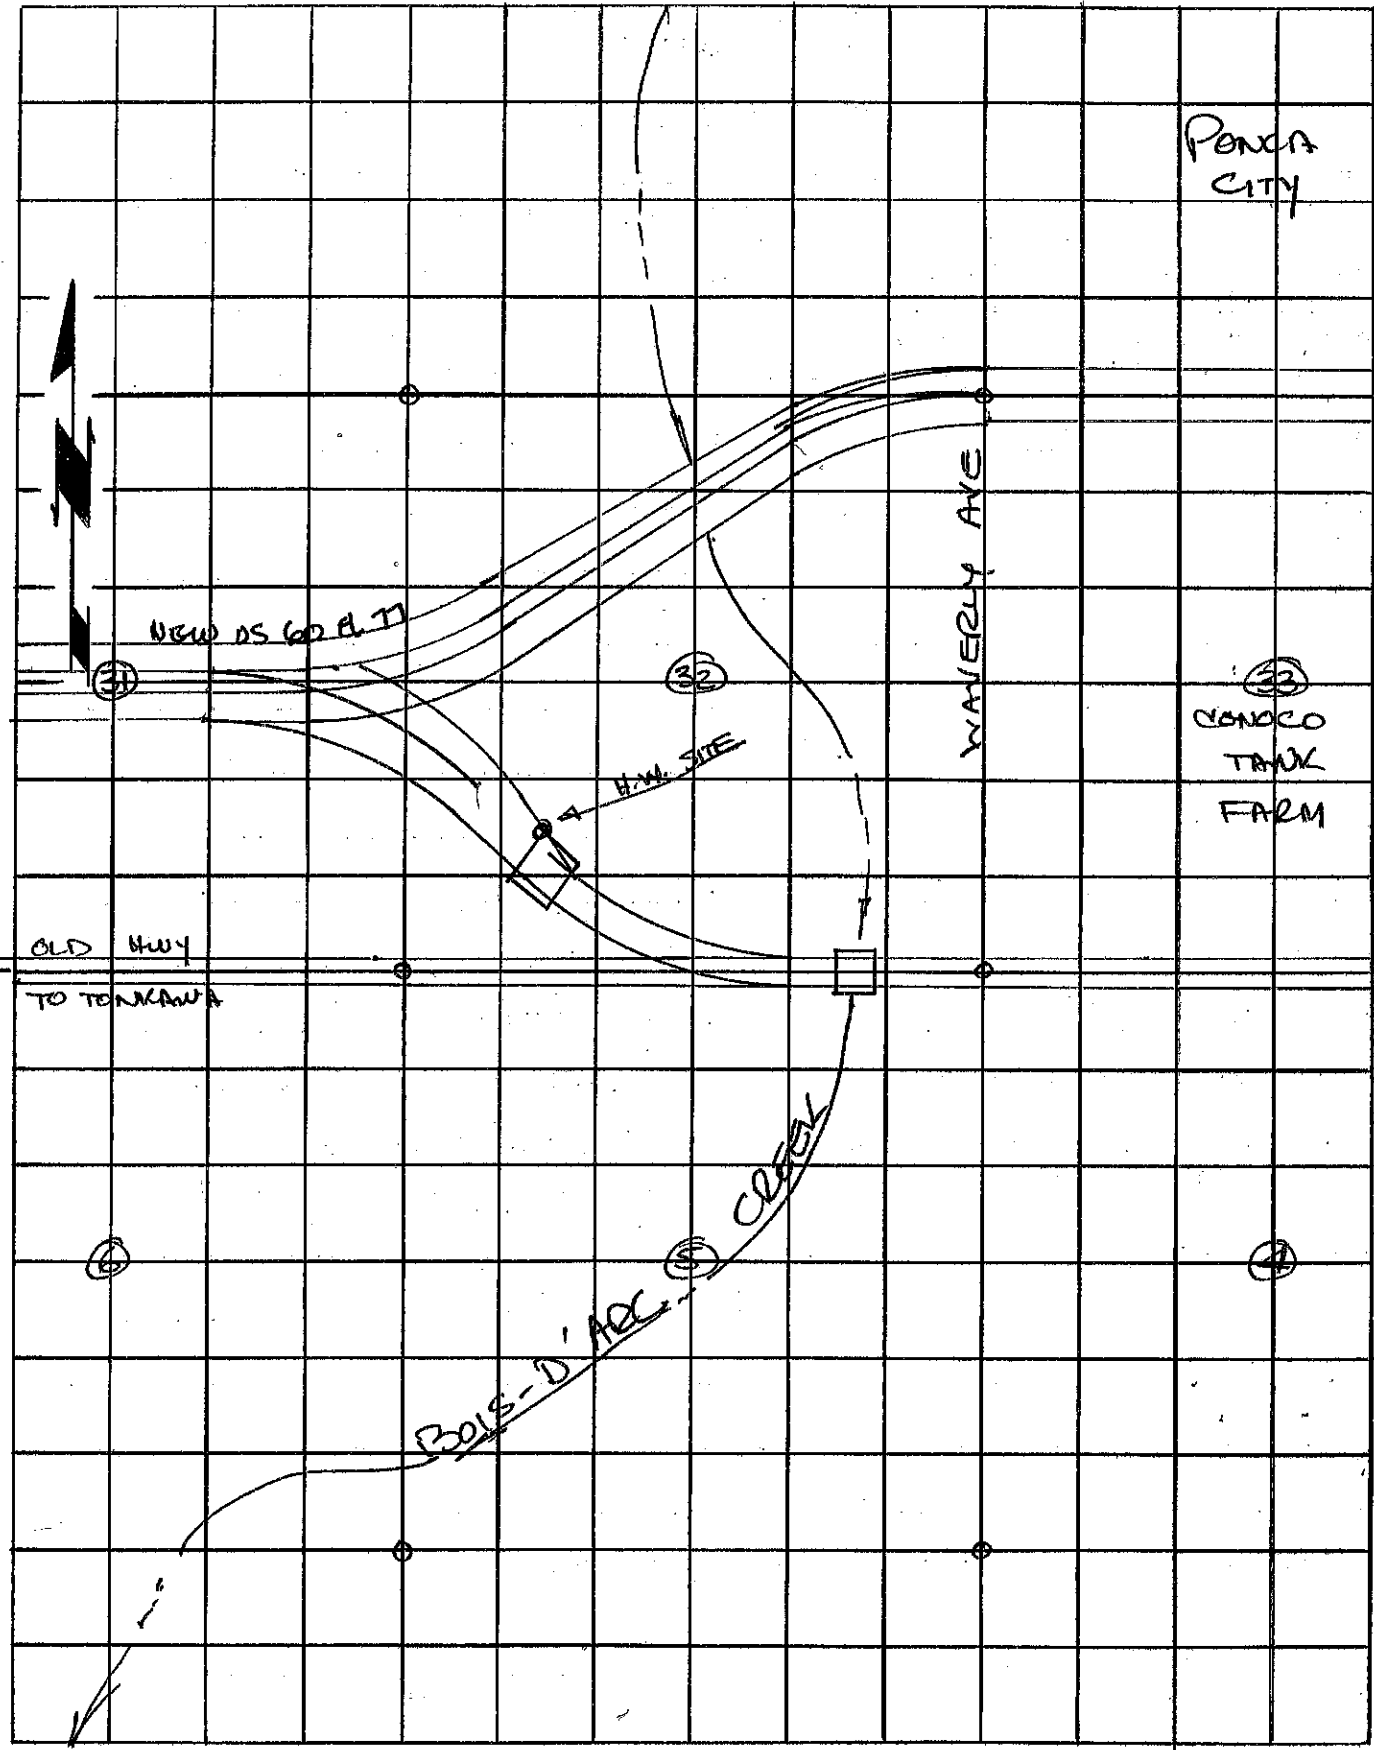 PONCA
CITY
N
NEW US 60 & 77
WAVERLY AVE
31
32
33
CONOCO
TANK
FARM
H.W. SITE
OLD HWY
TO TONKAWA
CREEK
6
5
4
BOIS-D'ARC